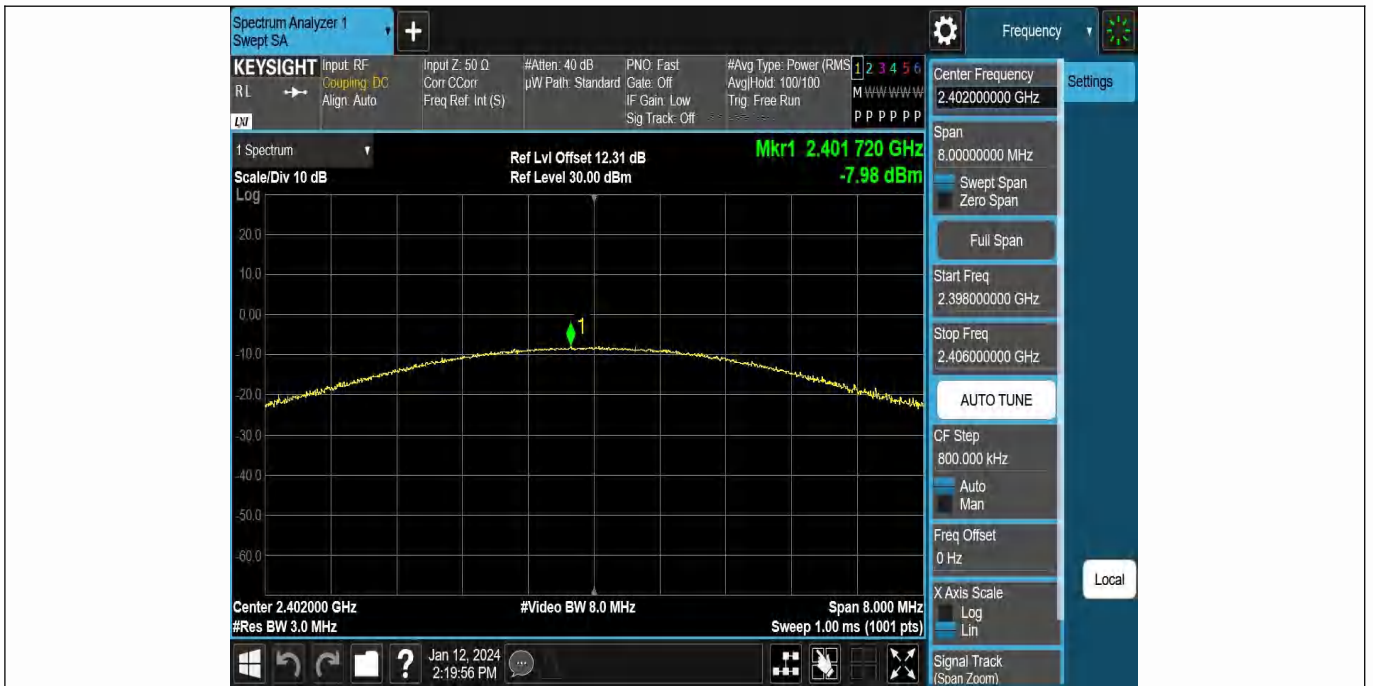 Spectrum Analyzer 1
Swept SA
+
Frequency
KEYSIGHT
RL
LXI
Input: RF
Coupling: DC
Align: Auto
Input Z: 50 Ω
Corr CCorr
Freq Ref: Int (S)
#Atten: 40 dB
µW Path: Standard
PNO: Fast
Gate: Off
IF Gain: Low
Sig Track: Off
#Avg Type: Power (RMS
Avg|Hold: 100/100
Trig: Free Run
1 2 3 4 5 6
M W W W W W
P P P P P P
1 Spectrum
Scale/Div 10 dB
Log
Ref Lvl Offset 12.31 dB
Ref Level 30.00 dBm
Mkr1 2.401 720 GHz
-7.98 dBm
20.0
10.0
0.00
-10.0
-20.0
-30.0
-40.0
-50.0
-60.0
1
Center 2.402000 GHz
#Res BW 3.0 MHz
#Video BW 8.0 MHz
Span 8.000 MHz
Sweep 1.00 ms (1001 pts)
Center Frequency
2.402000000 GHz
Settings
Span
8.00000000 MHz
Swept Span
Zero Span
Full Span
Start Freq
2.398000000 GHz
Stop Freq
2.406000000 GHz
AUTO TUNE
CF Step
800.000 kHz
Auto
Man
Freq Offset
0 Hz
X Axis Scale
Log
Lin
Signal Track
(Span Zoom)
Local
?
Jan 12, 2024
2:19:56 PM